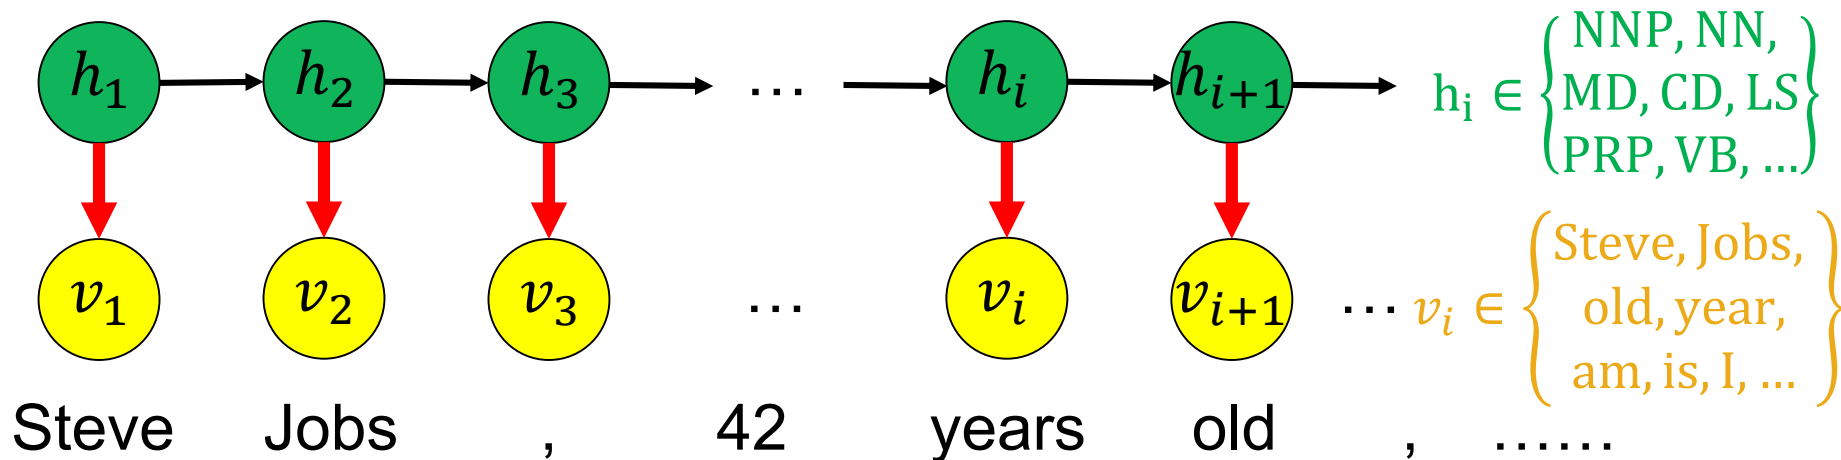 h₁ h₂ h₃ … hᵢ hᵢ₊₁ hᵢ ∈ {NNP, NN,
MD, CD, LS
PRP, VB, …}
v₁ v₂ v₃ … vᵢ vᵢ₊₁ … vᵢ ∈ {Steve, Jobs,
old, year,
am, is, I, …}
Steve Jobs , 42 years old , ……